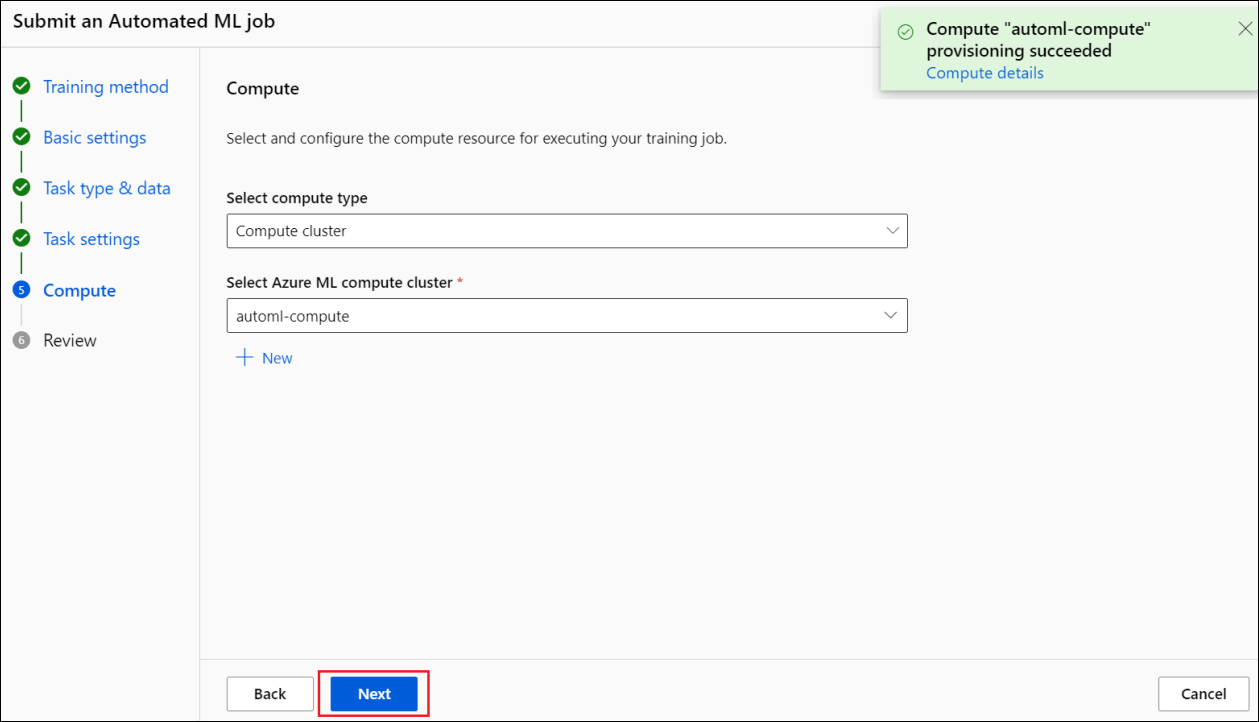 Submit an Automated ML job
Compute "automl-compute"
provisioning succeeded
Compute details
Training method
Basic settings
Task type & data
Task settings
5 Compute
6 Review
Compute
Select and configure the compute resource for executing your training job.
Select compute type
Compute cluster
Select Azure ML compute cluster *
automl-compute
+ New
Back
Next
Cancel